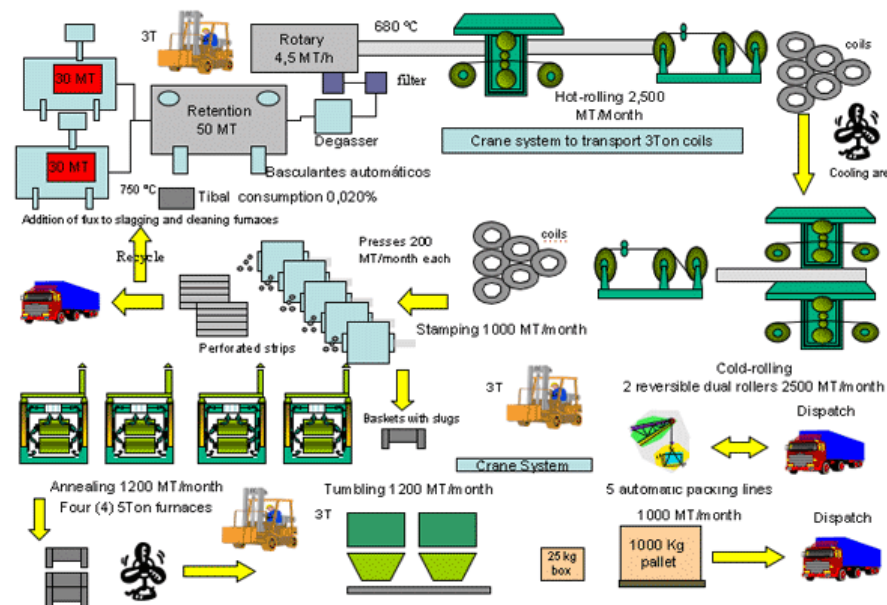 3T
680 ºC
Rotary
4,5 MT/h
coils
30 MT
filter
Retention
50 MT
Hot-rolling 2,500
MT/Month
Degasser
Crane system to transport 3Ton coils
30 MT
Basculantes automáticos
Cooling area
750 ºC
Tibal consumption 0,020%
Addition of flux to slagging and cleaning furnaces
Recycle
Presses 200
MT/month each
coils
Stamping 1000 MT/month
Perforated strips
Cold-rolling
2 reversible dual rollers 2500 MT/month
3T
Baskets with slugs
Dispatch
Crane System
Annealing 1200 MT/month
Four (4) 5Ton furnaces
Tumbling 1200 MT/month
5 automatic packing lines
1000 MT/month
3T
Dispatch
25 kg
box
1000 Kg
pallet